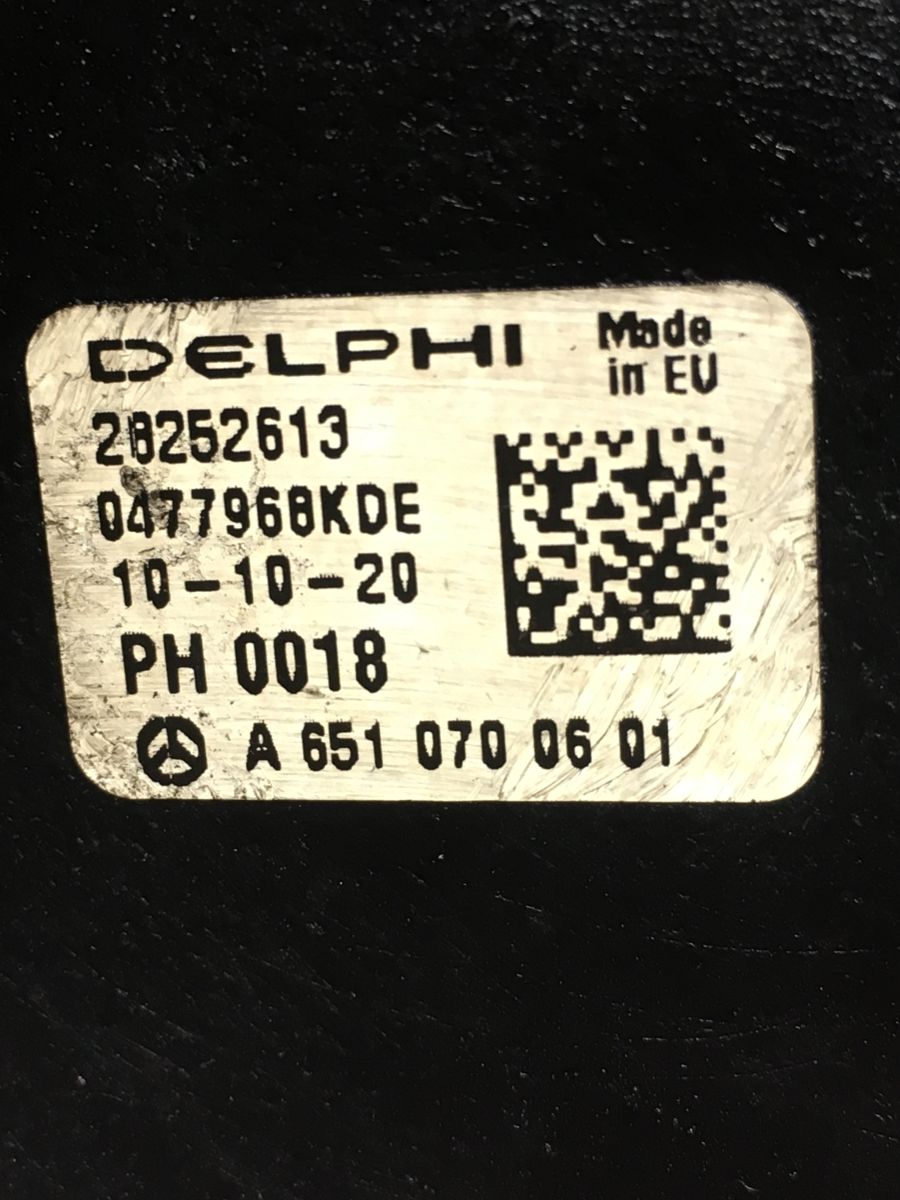 DELPHI
Made
in EU
28252613
0477968KDE
10-10-20
PH 0018
A 651 070 06 01